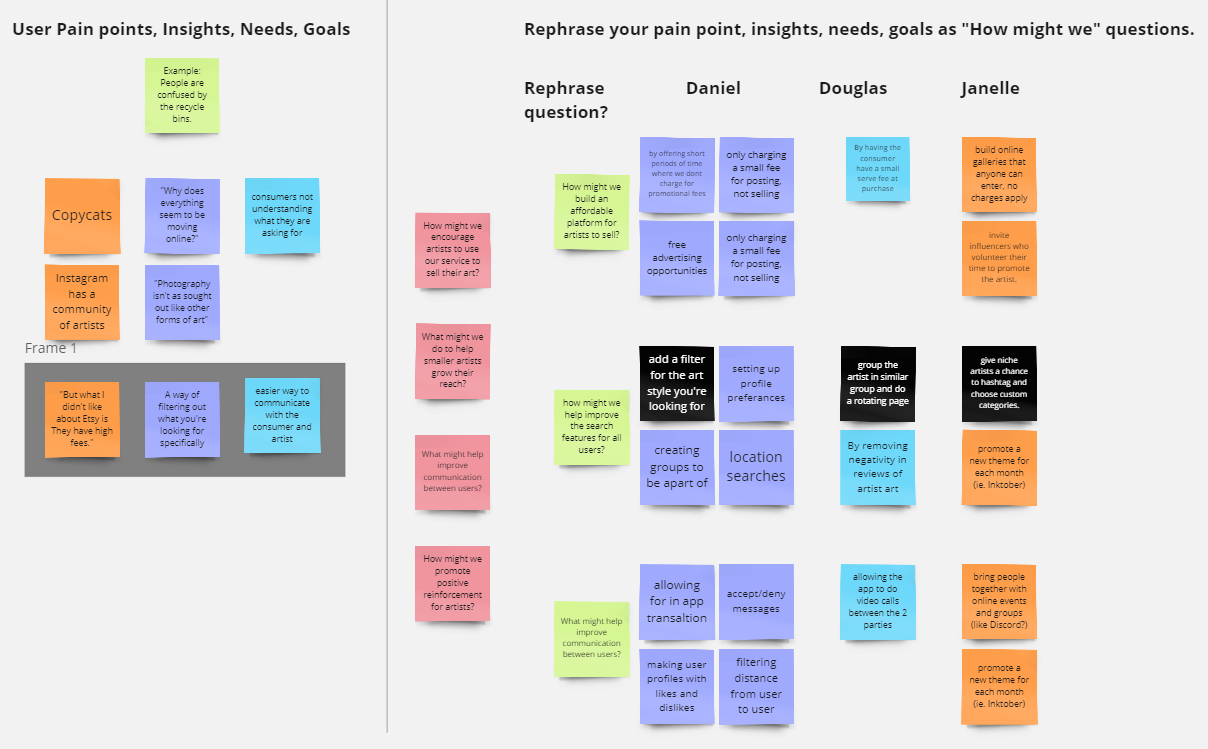 User Pain points, Insights, Needs, Goals
Example:
People are
confused by
the recycle
bins.
Copycats
"Why does
everything
seem to be
moving
online?"
consumers not
understanding
what they are
asking for
Instagram
has a
community
of artists
"Photography
isn't as sought
out like other
forms of art"
Frame 1
"But what I
didn't like
about Etsy is
They have high
fees."
A way of
filtering out
what you're
looking for
specifically
easier way to
communicate
with the
consumer and
artist
Rephrase your pain point, insights, needs, goals as "How might we" questions.
Rephrase
question?
Daniel
Douglas
Janelle
How might we
encourage
artists to use
our service to
sell their art?
What might we
do to help
smaller artists
grow their
reach?
What might help
improve
communication
between users?
How might we
promote
positive
reinforcement
for artists?
How might we
build an
affordable
platform for
artists to sell?
by offering short
periods of time
where we dont
charge for
promotional fees
only charging
a small fee
for posting,
not selling
free
advertising
opportunities
only charging
a small fee
for posting,
not selling
By having the
consumer
have a small
serve fee at
purchase
build online
galleries that
anyone can
enter, no
charges apply
invite
influencers who
volunteer their
time to promote
the artist.
how might we
help improve
the search
features for all
users?
add a filter
for the art
style you're
looking for
setting up
profile
preferances
creating
groups to
be apart of
location
searches
group the
artist in similar
group and do
a rotating page
By removing
negativity in
reviews of
artist art
give niche
artists a chance
to hashtag and
choose custom
categories.
promote a
new theme for
each month
(ie. Inktober)
What might help
improve
communication
between users?
allowing
for in app
transaltion
accept/deny
messages
making user
profiles with
likes and
dislikes
filtering
distance
from user
to user
allowing the
app to do
video calls
between the 2
parties
bring people
together with
online events
and groups
(like Discord?)
promote a
new theme for
each month
(ie. Inktober)